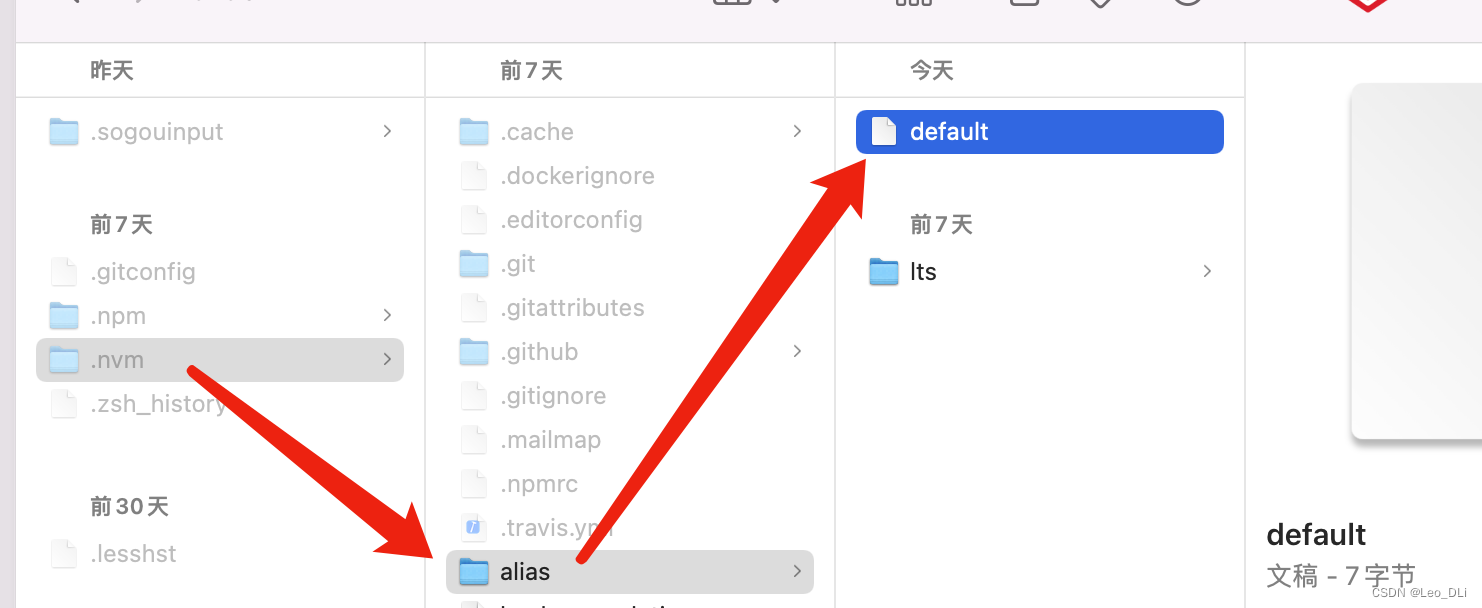 昨天
.sogouinput
前7天
.gitconfig
.npm
.nvm
.zsh_history
前30天
.lesshst
前7天
.cache
.dockerignore
.editorconfig
.git
.gitattributes
.github
.gitignore
.mailmap
.npmrc
alias
今天
default
前7天
lts
default
文稿 - 7字节
CSDN @Leo_DLi